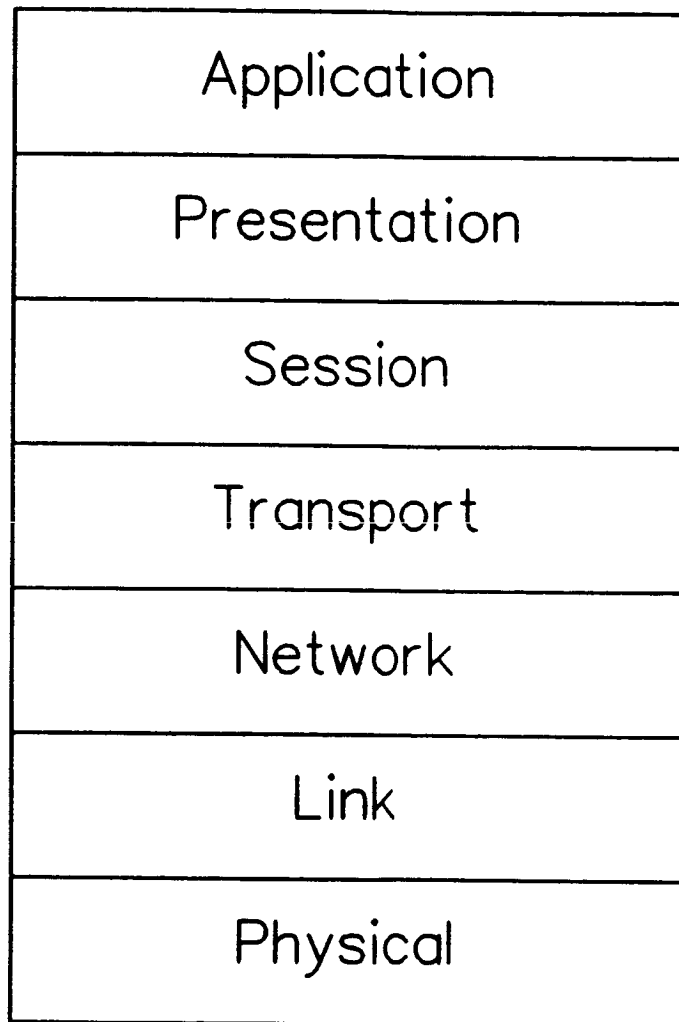 Application
Presentation
Session
Transport
Network
Link
Physical